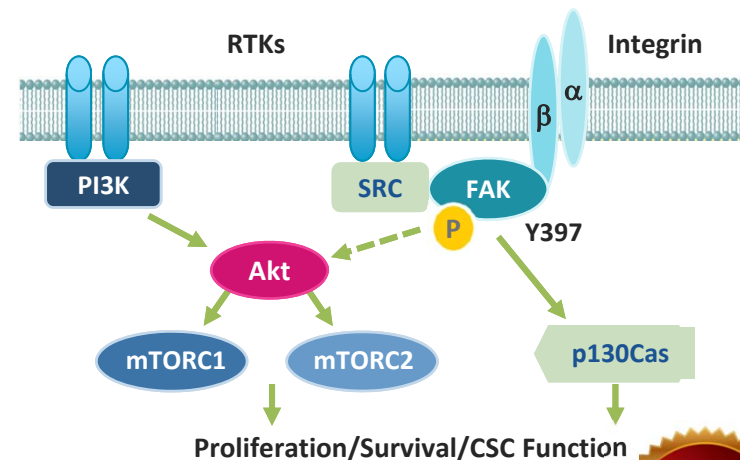 RTKs
Integrin
β
α
PI3K
SRC
FAK
P
Y397
Akt
mTORC1
mTORC2
p130Cas
Proliferation/Survival/CSC Function